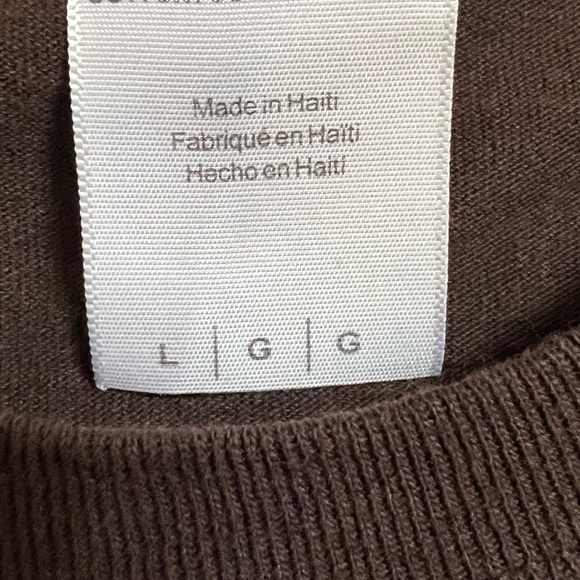 Made in Haiti
Fabriqué en Haïti
Hecho en Haití
L | G | G